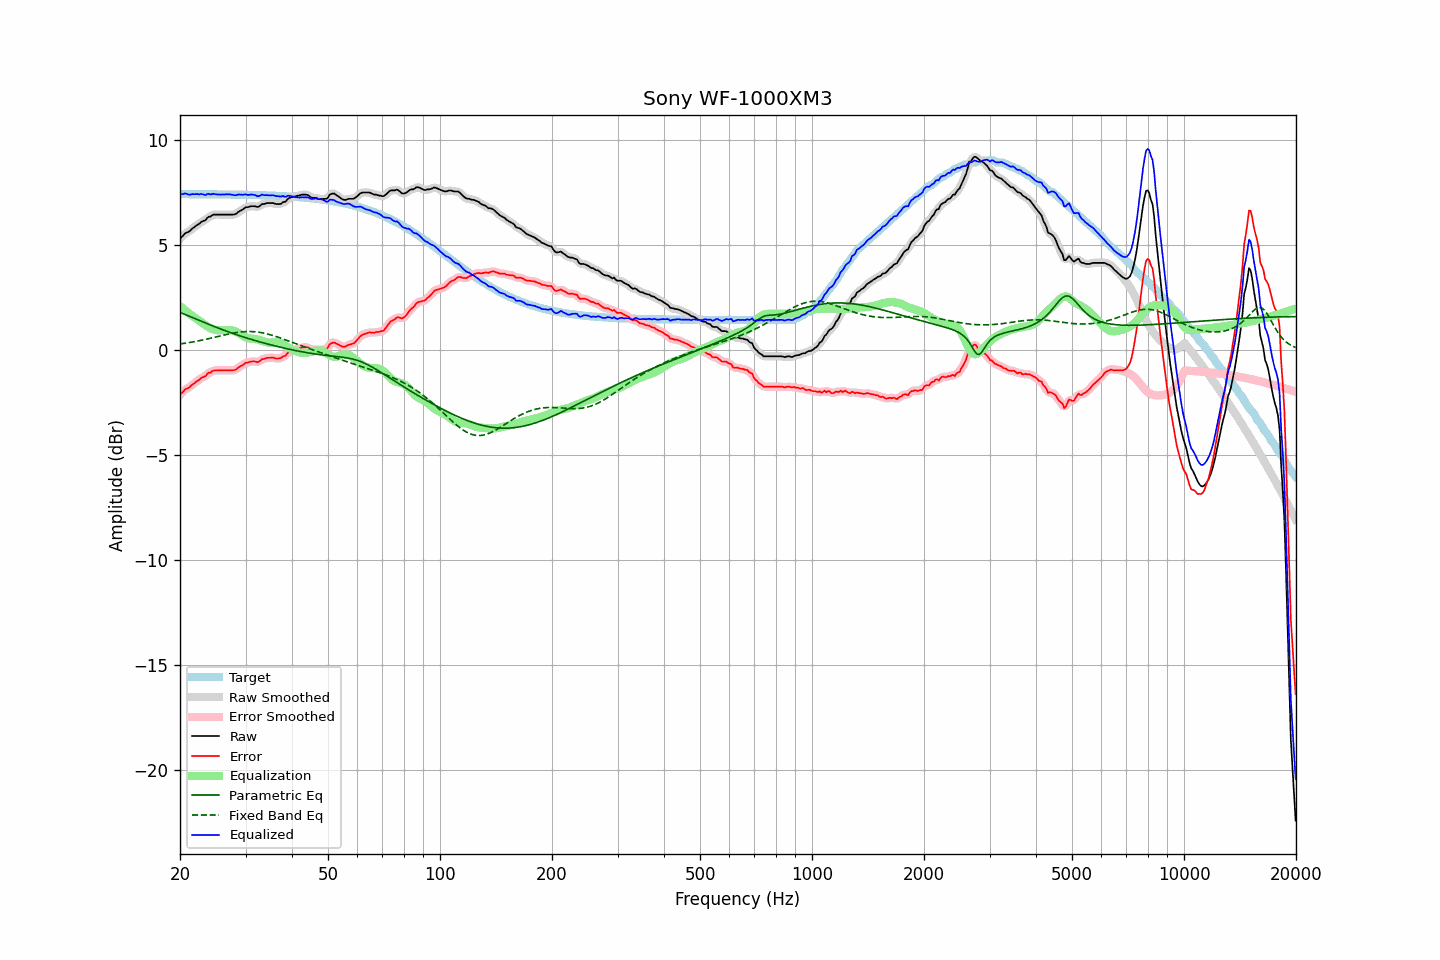 Sony WF-1000XM3
Amplitude (dBr)
10
5
0
−5
−10
−15
−20
Target
Raw Smoothed
Error Smoothed
Raw
Error
Equalization
Parametric Eq
Fixed Band Eq
Equalized
20 50 100 200 500 1000 2000 5000 10000 20000
Frequency (Hz)